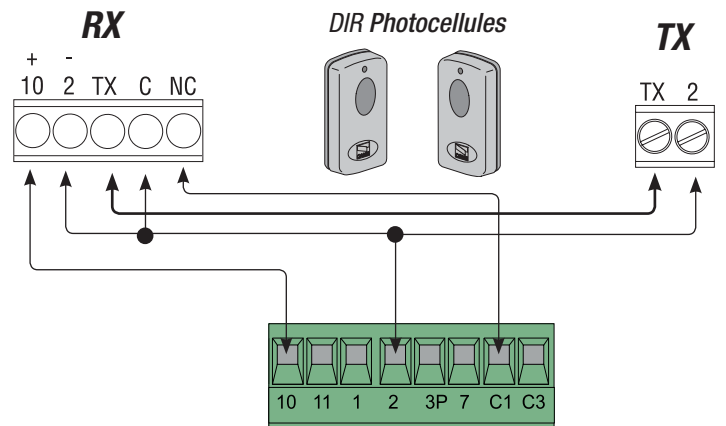 RX
DIR Photocellules
TX
+ -
10 2 TX C NC
TX 2
10 11 1 2 3P 7 C1 C3